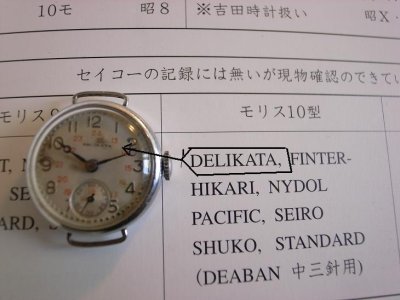 10モ 昭8 ※吉田時計扱い 昭X・
セイコーの記録には無いが現物確認のできてい
モリス9 モリス10型
DELIKATA, FINTER-
HIKARI, NYDOL
PACIFIC, SEIRO
SHUKO, STANDARD
(DEABAN 中三針用)
DELIKATA